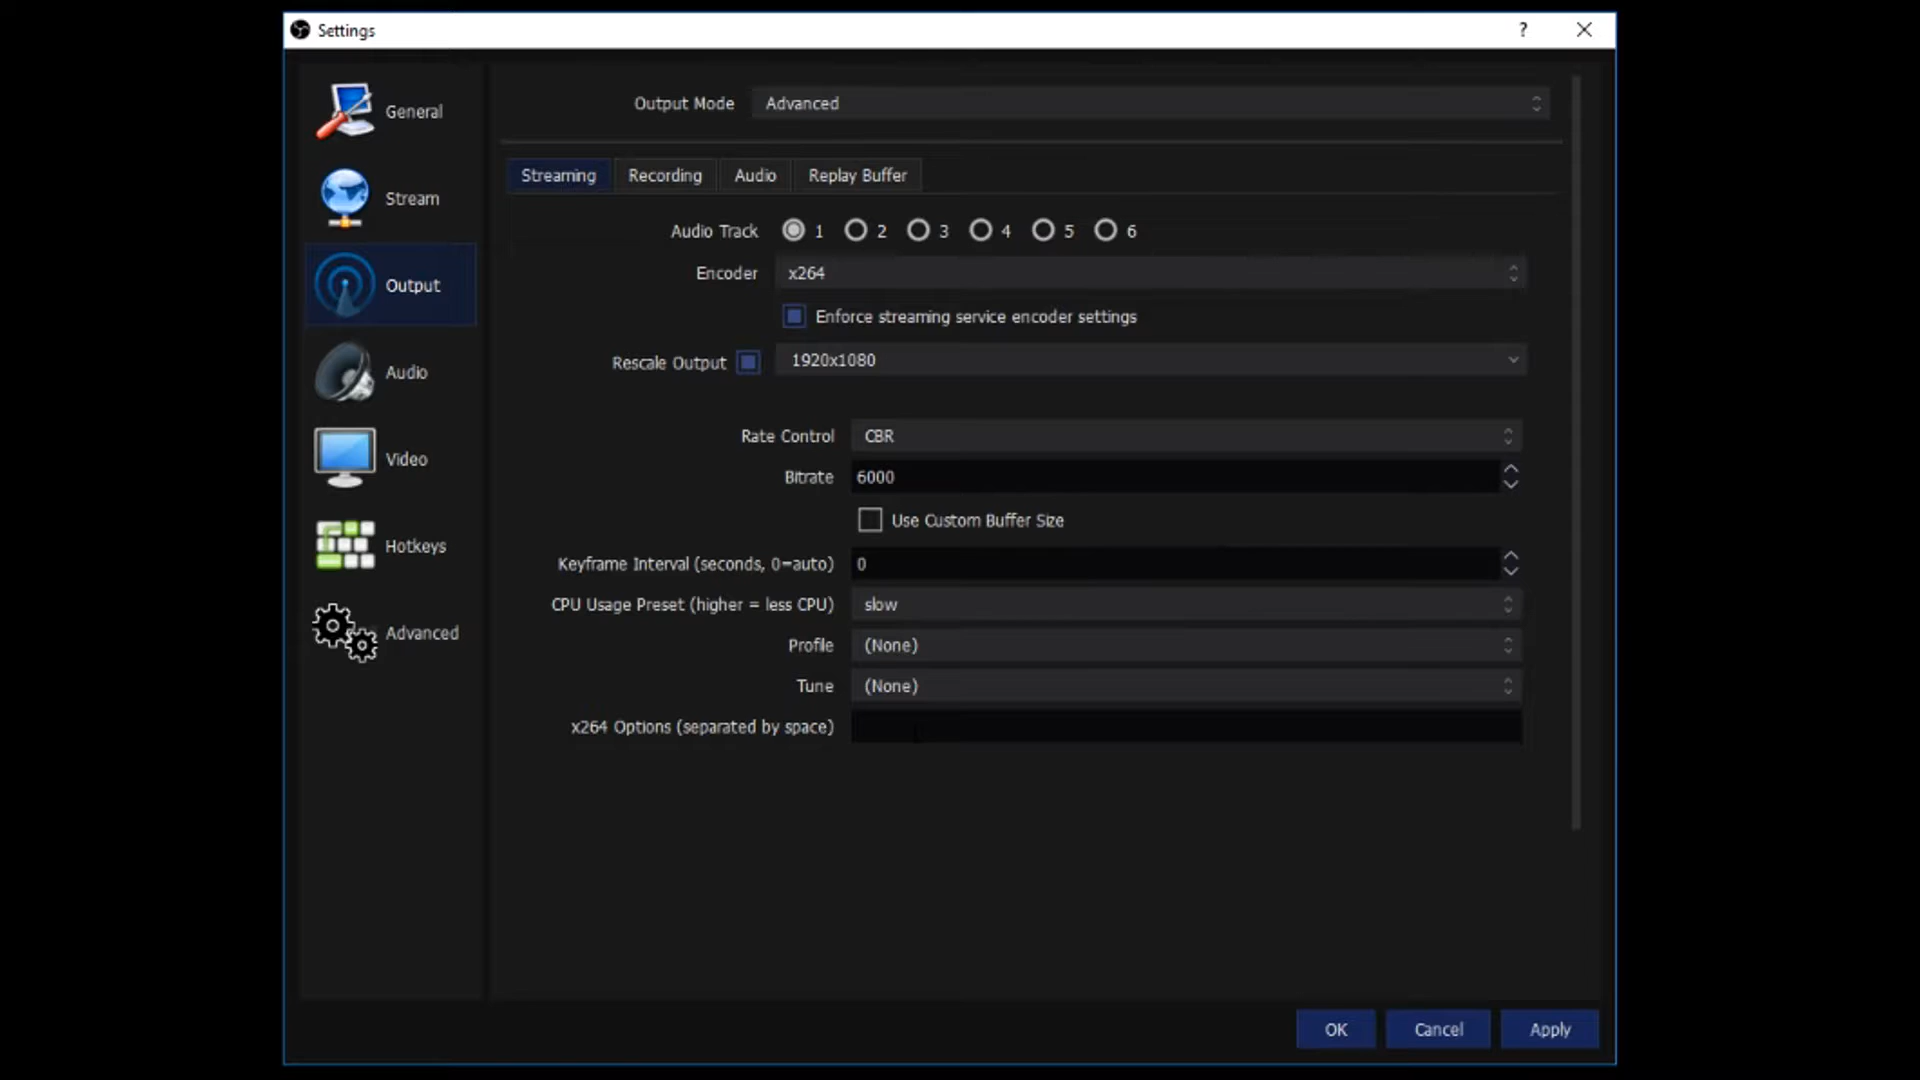 Settings
?
General
Stream
Output
Audio
Video
Hotkeys
Advanced
Output Mode Advanced
Streaming Recording Audio Replay Buffer
Audio Track 1 2 3 4 5 6
Encoder x264
Enforce streaming service encoder settings
Rescale Output 1920x1080
Rate Control CBR
Bitrate 6000
Use Custom Buffer Size
Keyframe Interval (seconds, 0=auto) 0
CPU Usage Preset (higher = less CPU) slow
Profile (None)
Tune (None)
x264 Options (separated by space)
OK Cancel Apply